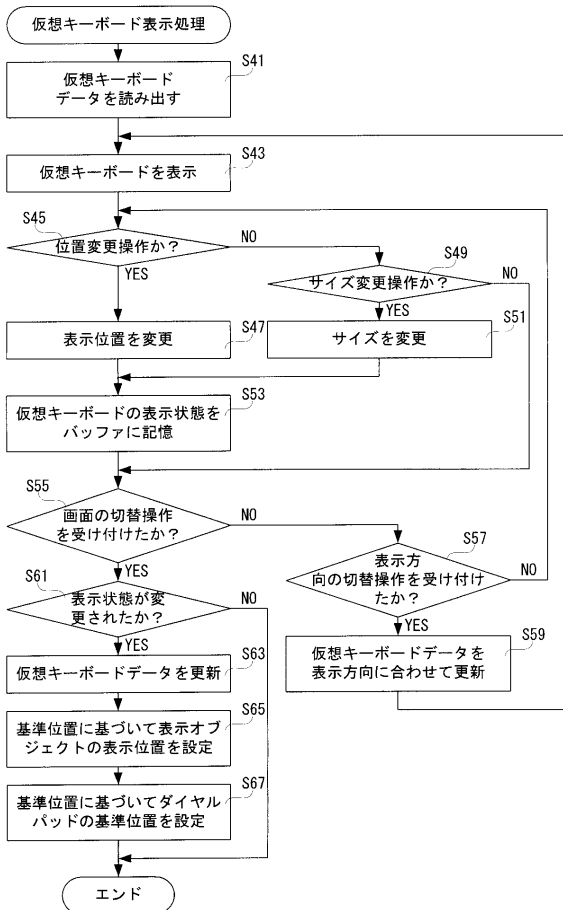 仮想キーボード表示処理
S41
仮想キーボード
データを読み出す
S43
仮想キーボードを表示
S45
位置変更操作か？
NO
YES
S49
サイズ変更操作か？
NO
YES
S47
表示位置を変更
S51
サイズを変更
S53
仮想キーボードの表示状態を
バッファに記憶
S55
画面の切替操作
を受け付けたか？
NO
YES
S57
表示方
向の切替操作を受け付け
たか？
NO
YES
S61
表示状態が変
更されたか？
NO
YES
S59
仮想キーボードデータを
表示方向に合わせて更新
S63
仮想キーボードデータを更新
S65
基準位置に基づいて表示オブ
ジェクトの表示位置を設定
S67
基準位置に基づいてダイヤル
パッドの基準位置を設定
エンド